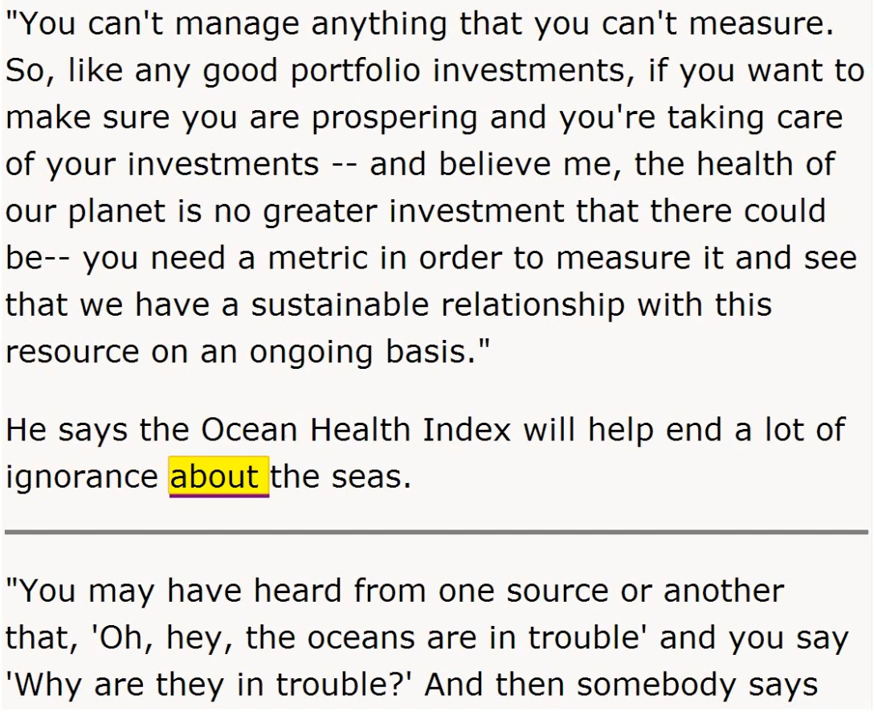 "You can't manage anything that you can't measure.
So, like any good portfolio investments, if you want to
make sure you are prospering and you're taking care
of your investments -- and believe me, the health of
our planet is no greater investment that there could
be-- you need a metric in order to measure it and see
that we have a sustainable relationship with this
resource on an ongoing basis."
He says the Ocean Health Index will help end a lot of
ignorance about the seas.
"You may have heard from one source or another
that, 'Oh, hey, the oceans are in trouble' and you say
'Why are they in trouble?' And then somebody says